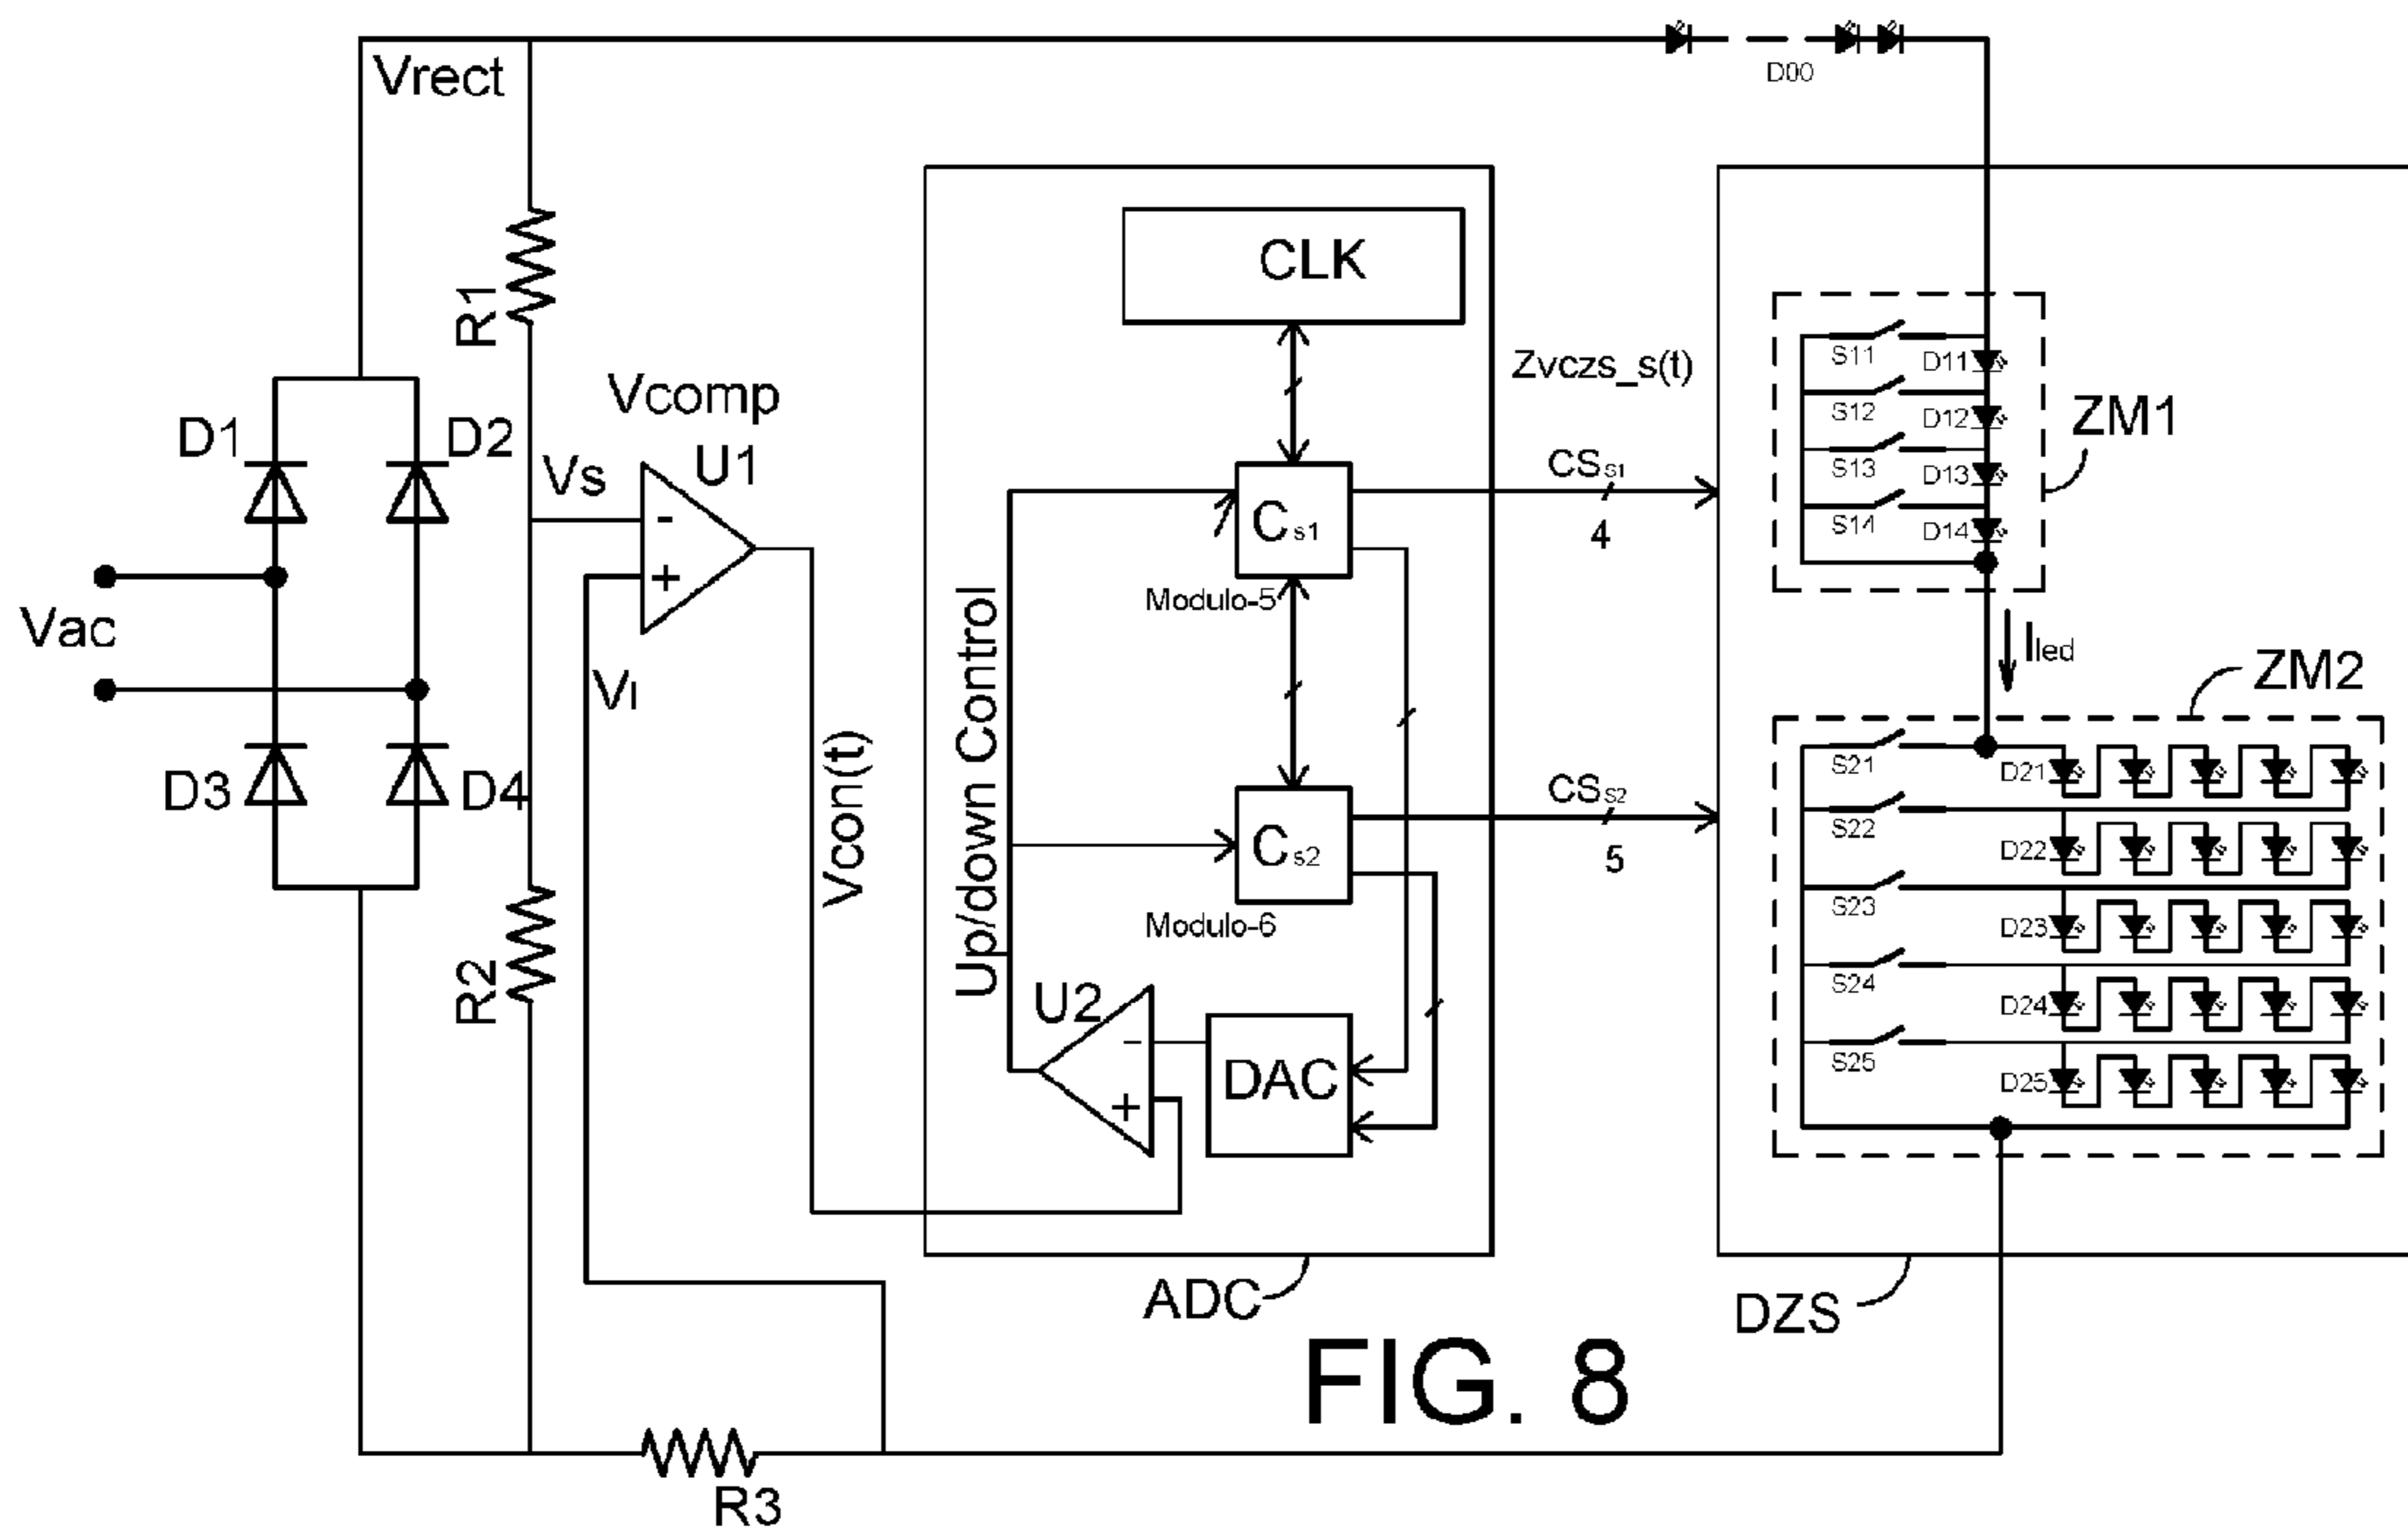 Vrect
D00
R1
CLK
Zvczs_s(t)
S11
D11
S12
D12
S13
D13
S14
D14
ZM1
Vcomp
U1
D1
D2
Vs
-
+
Cs1
CSS1
4
Modulo-5
Vac
VI
Iled
ZM2
Up/down Control
Vcon(t)
D3
D4
Cs2
CSS2
5
Modulo-6
S21
D21
S22
D22
S23
D23
S24
D24
S25
D25
R2
U2
-
+
DAC
ADC
DZS
FIG. 8
R3